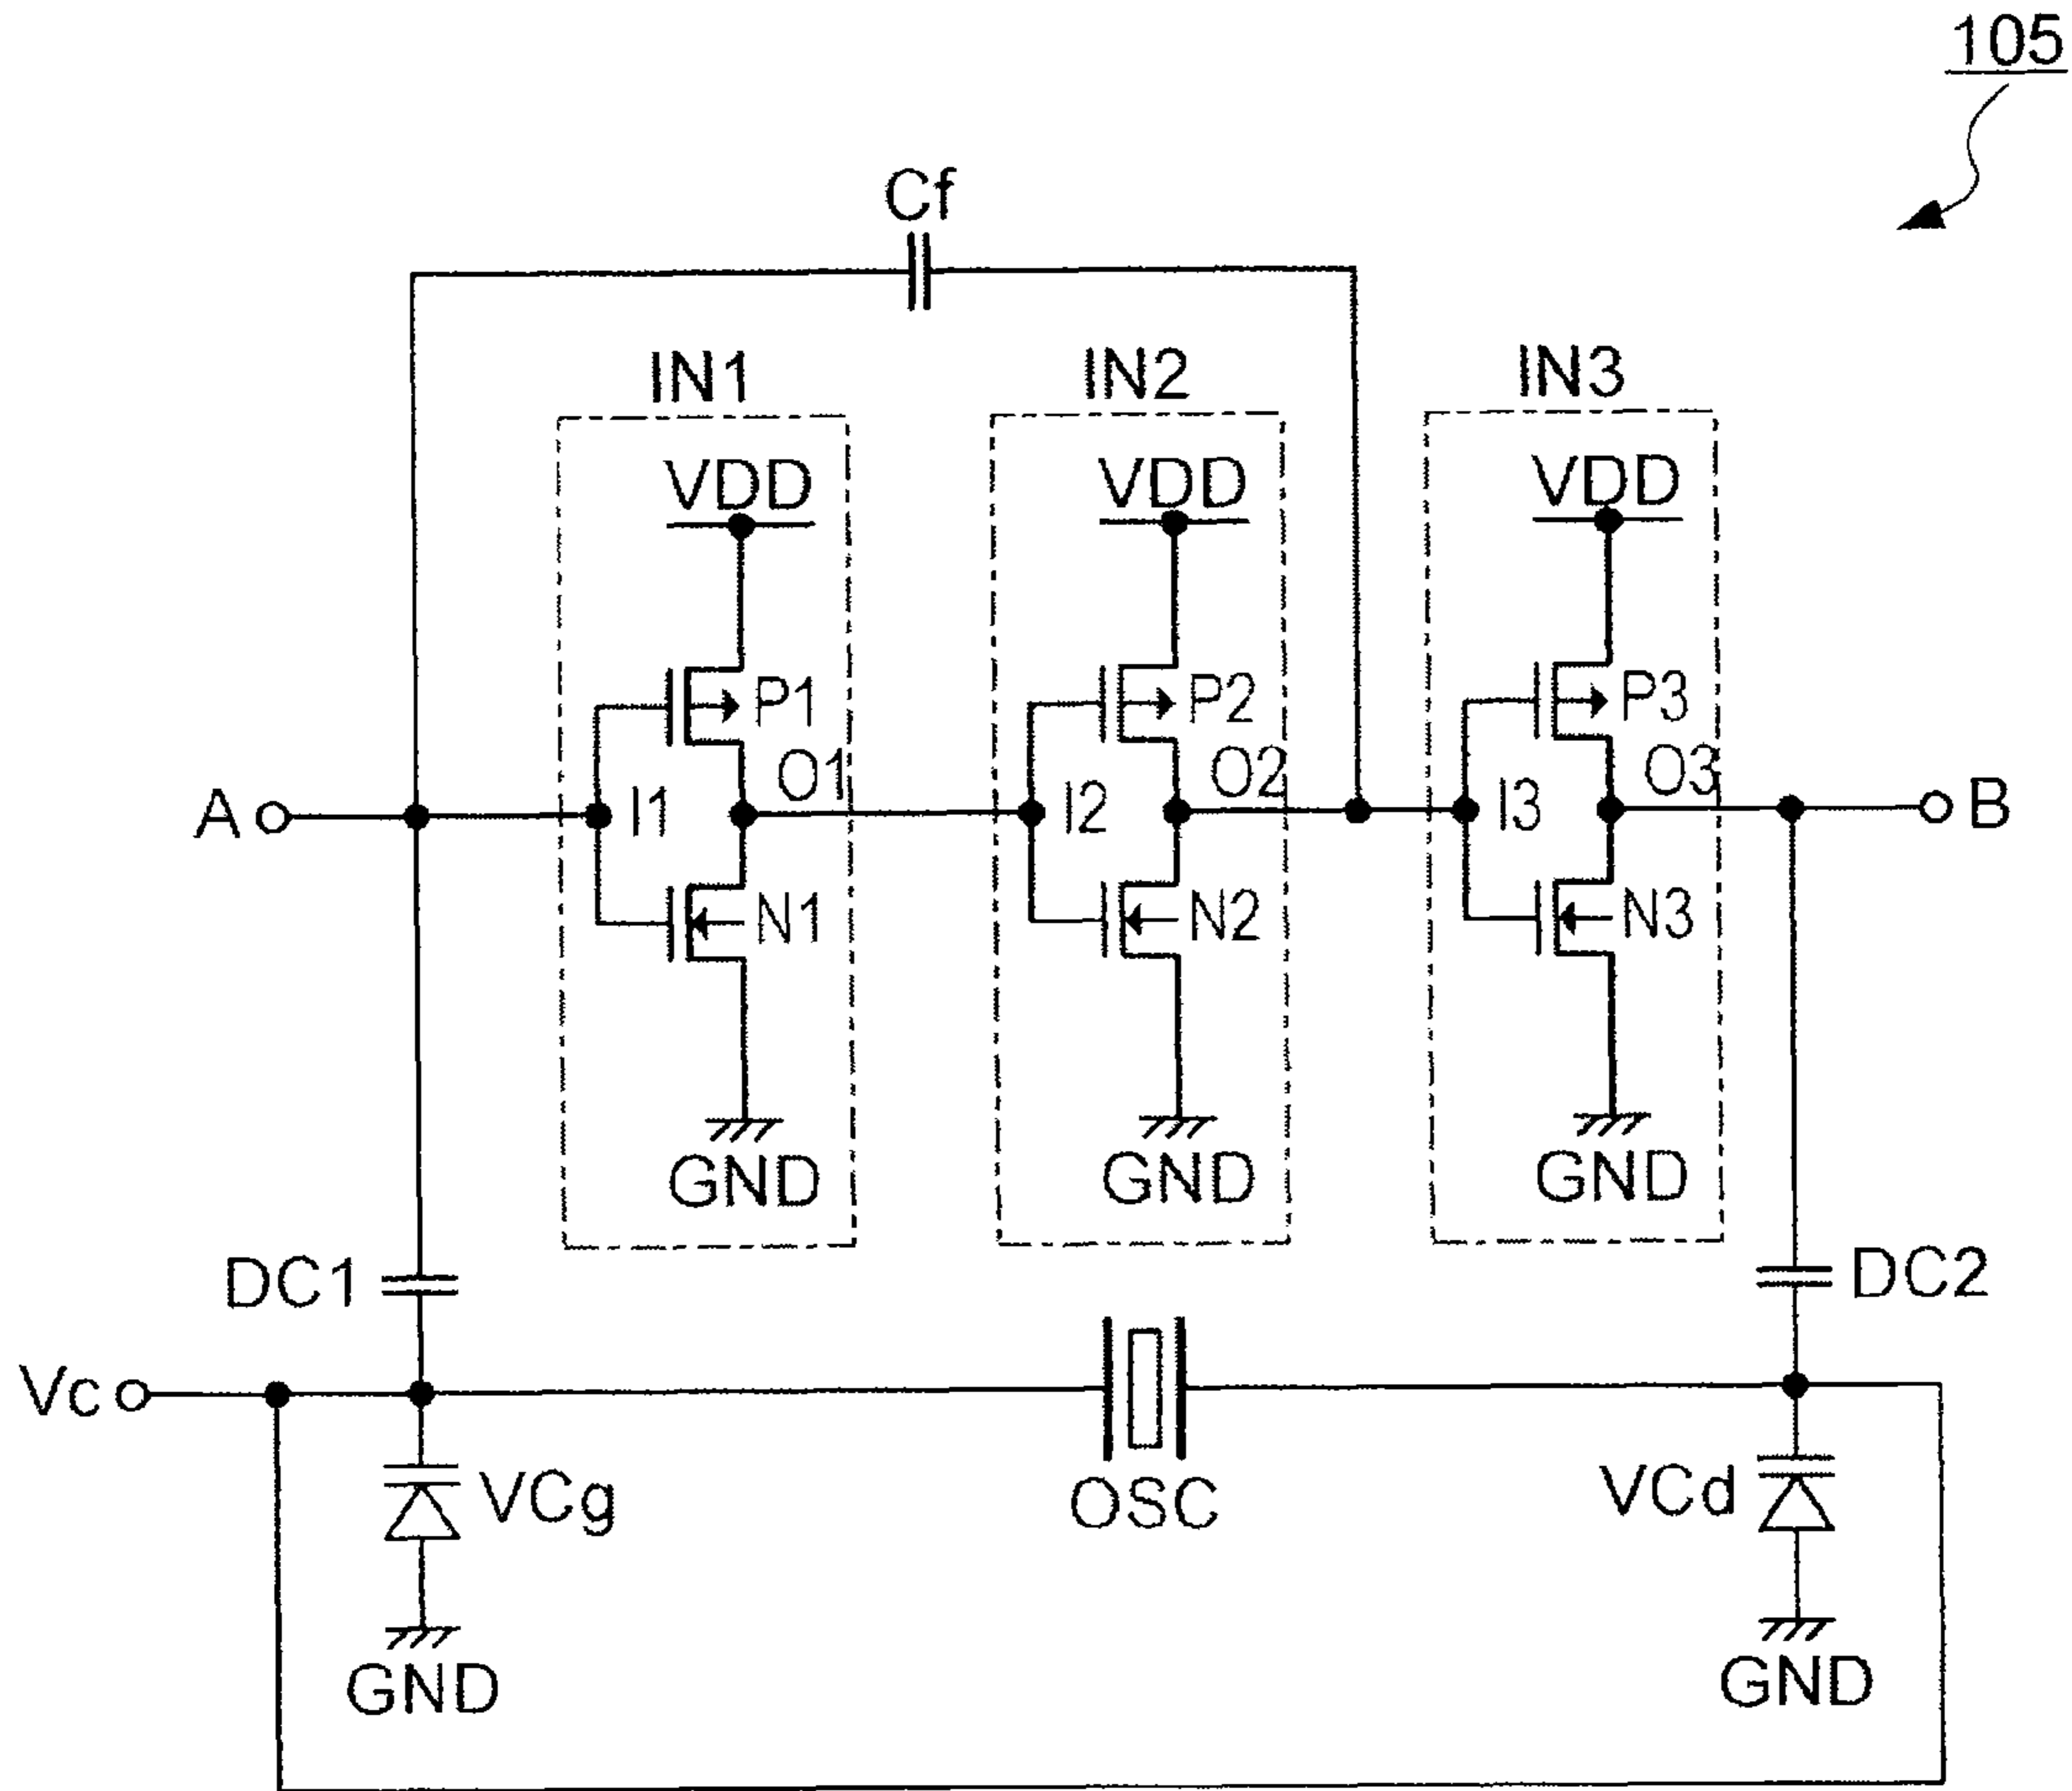 105
Cf
IN1 IN2 IN3
VDD VDD VDD
P1 P2 P3
O1 O2 O3
A I1 I2 I3 B
N1 N2 N3
GND GND GND
DC1 DC2
Vc
VCg OSC VCd
GND GND